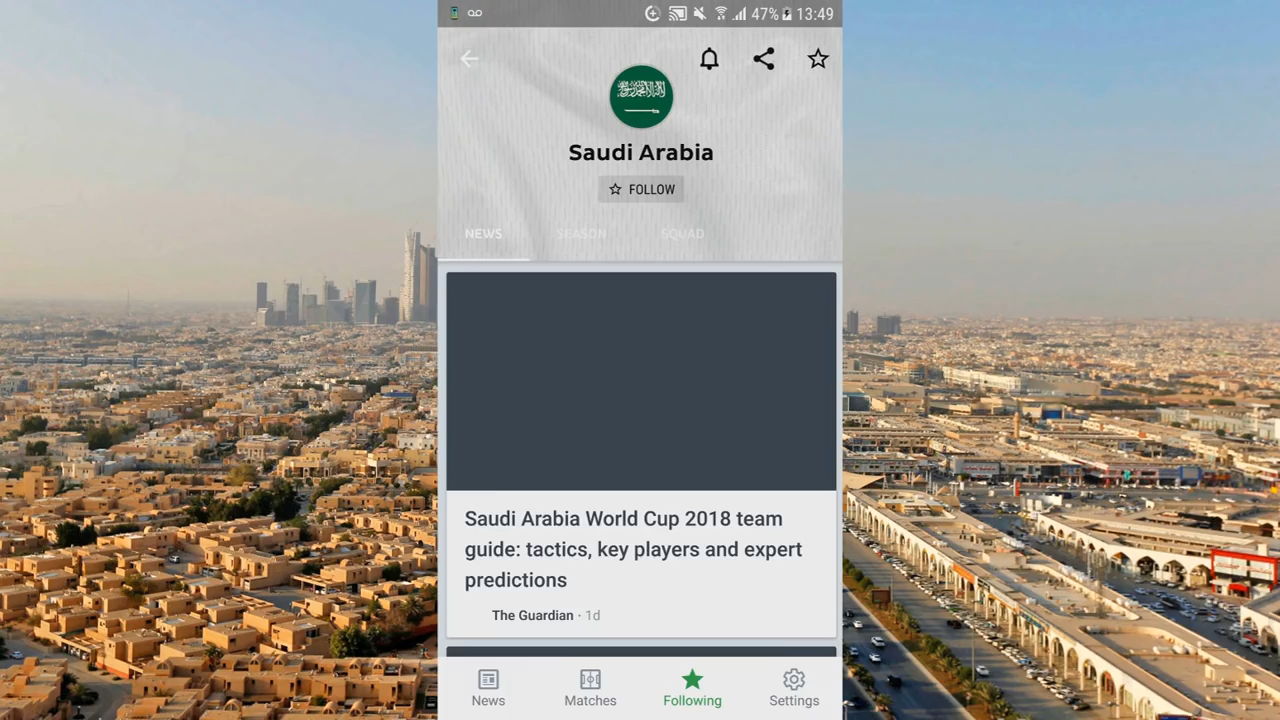 47% 13:49
Saudi Arabia
FOLLOW
NEWS SEASON SQUAD
Saudi Arabia World Cup 2018 team
guide: tactics, key players and expert
predictions
The Guardian · 1d
News Matches Following Settings